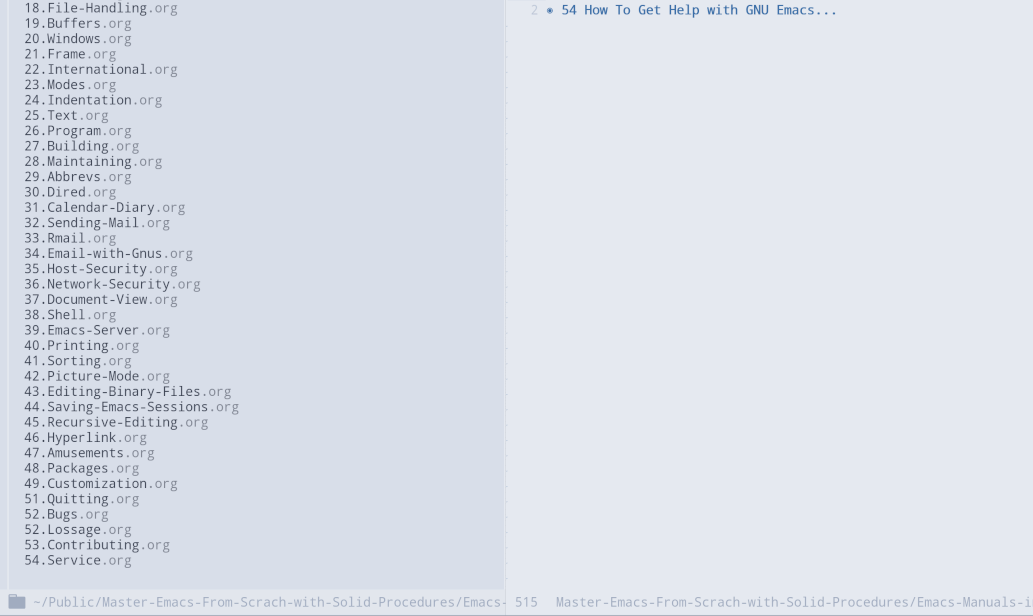 18.File-Handling.org
19.Buffers.org
20.Windows.org
21.Frame.org
22.International.org
23.Modes.org
24.Indentation.org
25.Text.org
26.Program.org
27.Building.org
28.Maintaining.org
29.Abbrevs.org
30.Dired.org
31.Calendar-Diary.org
32.Sending-Mail.org
33.Rmail.org
34.Email-with-Gnus.org
35.Host-Security.org
36.Network-Security.org
37.Document-View.org
38.Shell.org
39.Emacs-Server.org
40.Printing.org
41.Sorting.org
42.Picture-Mode.org
43.Editing-Binary-Files.org
44.Saving-Emacs-Sessions.org
45.Recursive-Editing.org
46.Hyperlink.org
47.Amusements.org
48.Packages.org
49.Customization.org
51.Quitting.org
52.Bugs.org
52.Lossage.org
53.Contributing.org
54.Service.org
~/Public/Master-Emacs-From-Scrach-with-Solid-Procedures/Emacs-
2 ⁕ 54 How To Get Help with GNU Emacs...
515 Master-Emacs-From-Scrach-with-Solid-Procedures/Emacs-Manuals-